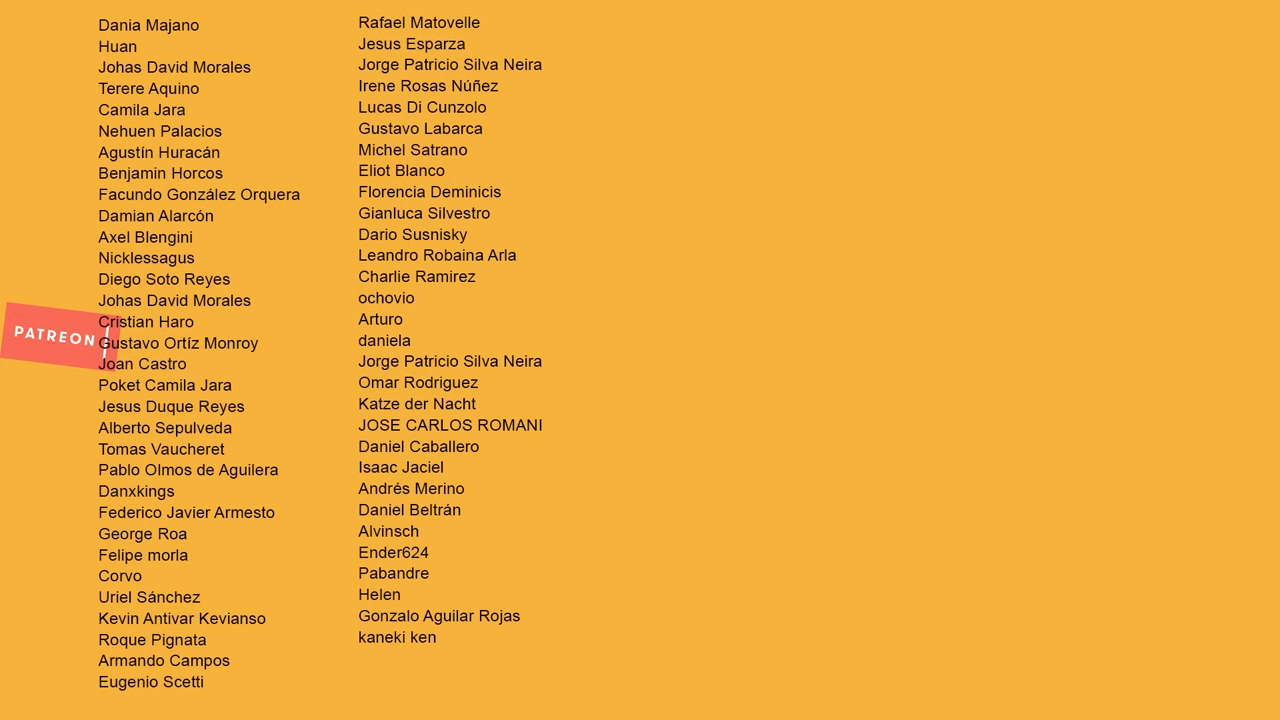 Dania Majano
Huan
Johas David Morales
Terere Aquino
Camila Jara
Nehuen Palacios
Agustín Huracán
Benjamin Horcos
Facundo González Orquera
Damian Alarcón
Axel Blengini
Nicklessagus
Diego Soto Reyes
Johas David Morales
Cristian Haro
Gustavo Ortíz Monroy
Joan Castro
Poket Camila Jara
Jesus Duque Reyes
Alberto Sepulveda
Tomas Vaucheret
Pablo Olmos de Aguilera
Danxkings
Federico Javier Armesto
George Roa
Felipe morla
Corvo
Uriel Sánchez
Kevin Antivar Kevianso
Roque Pignata
Armando Campos
Eugenio Scetti
Rafael Matovelle
Jesus Esparza
Jorge Patricio Silva Neira
Irene Rosas Núñez
Lucas Di Cunzolo
Gustavo Labarca
Michel Satrano
Eliot Blanco
Florencia Deminicis
Gianluca Silvestro
Dario Susnisky
Leandro Robaina Arla
Charlie Ramirez
ochovio
Arturo
daniela
Jorge Patricio Silva Neira
Omar Rodriguez
Katze der Nacht
JOSE CARLOS ROMANI
Daniel Caballero
Isaac Jaciel
Andrés Merino
Daniel Beltrán
Alvinsch
Ender624
Pabandre
Helen
Gonzalo Aguilar Rojas
kaneki ken
PATREON